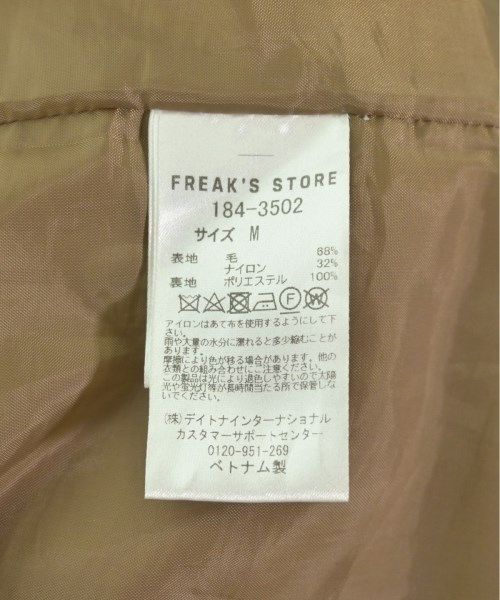 FREAK'S STORE
184-3502
サイズ M
表地 毛 68%
ナイロン 32%
裏地 ポリエステル 100%
アイロンはあて布を使用するようにして下
さい。
雨や大量の水分に濡れると多少縮むことが
あります。
摩擦により色が移る場合があります。他の
衣類との組み合わせにご注意ください。
この製品は光により退色しやすいので太陽
光や蛍光灯等が長時間当たる所で保管しな
いでください。
(株)デイトナインターナショナル
カスタマーサポートセンター
0120-951-269
ベトナム製